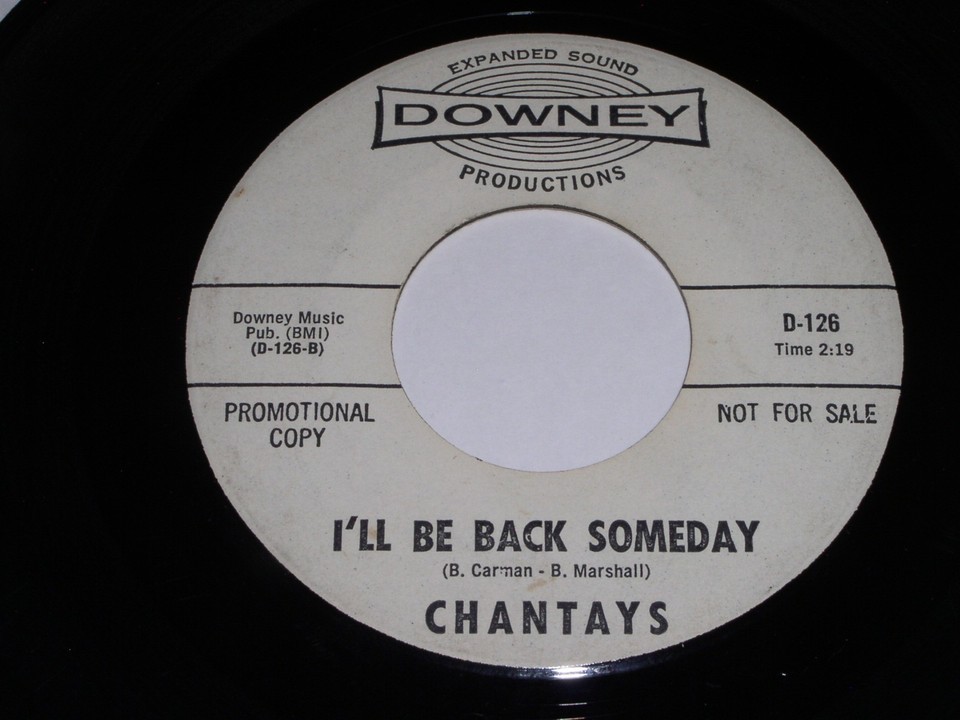 EXPANDED SOUND
DOWNEY
PRODUCTIONS
Downey Music
Pub. (BMI)
(D-126-B)
D-126
Time 2:19
PROMOTIONAL
COPY
NOT FOR SALE
I'LL BE BACK SOMEDAY
(B. Carman - B. Marshall)
CHANTAYS